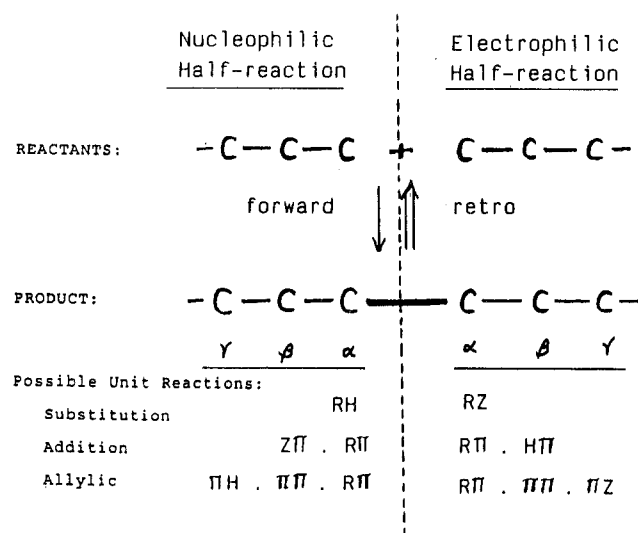 Nucleophilic Electrophilic
Half-reaction Half-reaction
REACTANTS: -C-C-C + C-C-C-
forward retro
PRODUCT: -C-C-C-C-C-C-
γ β α α β γ
Possible Unit Reactions:
Substitution RH RZ
Addition Zπ . Rπ Rπ . Hπ
Allylic πH . ππ . Rπ Rπ . ππ . πZ